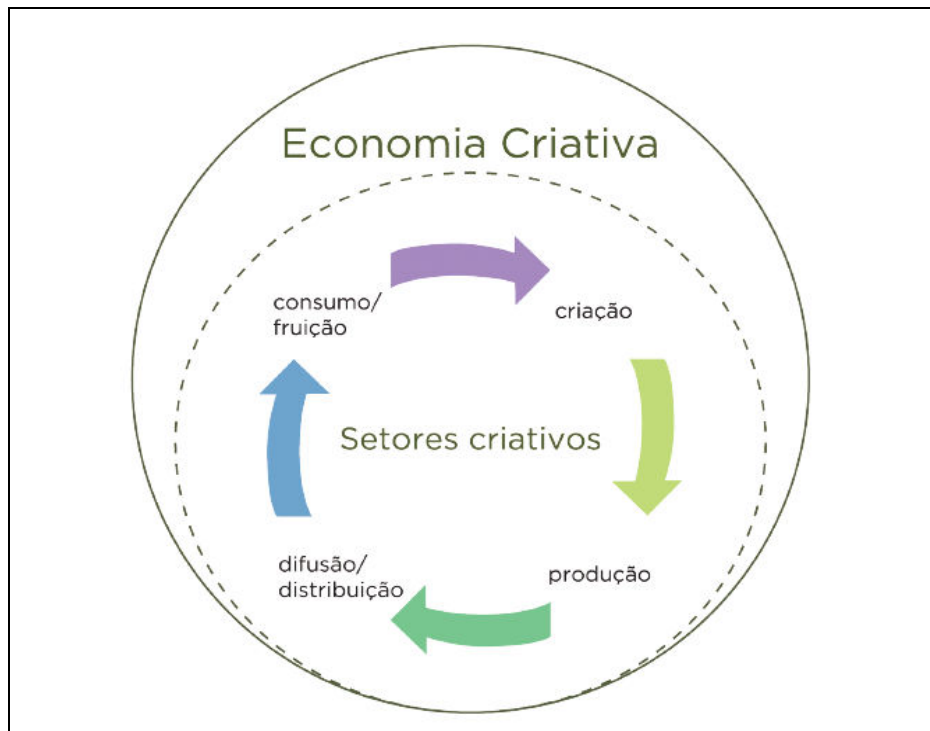 Economia Criativa
consumo/
fruição
criação
Setores criativos
difusão/
distribuição
produção